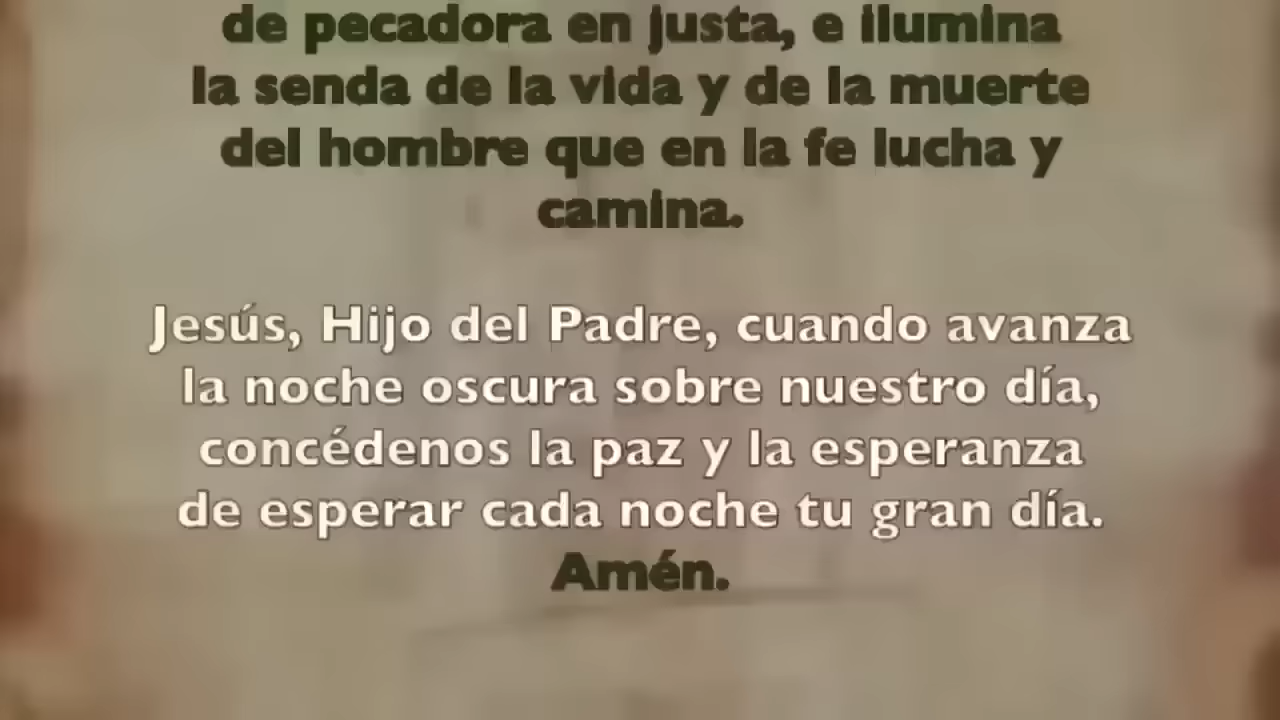 de pecadora en justa, e ilumina
la senda de la vida y de la muerte
del hombre que en la fe lucha y
camina.
Jesús, Hijo del Padre, cuando avanza
la noche oscura sobre nuestro día,
concédenos la paz y la esperanza
de esperar cada noche tu gran día.
Amén.